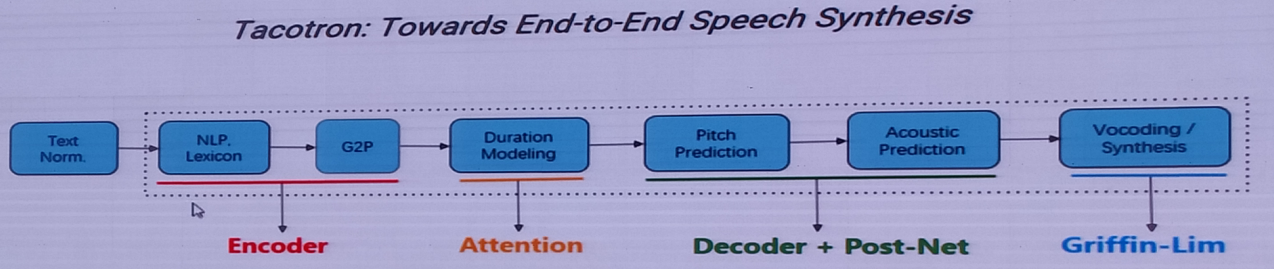 Tacotron: Towards End-to-End Speech Synthesis
Text
Norm.
NLP,
Lexicon
G2P
Duration
Modeling
Pitch
Prediction
Acoustic
Prediction
Vocoding /
Synthesis
Encoder
Attention
Decoder + Post-Net
Griffin-Lim